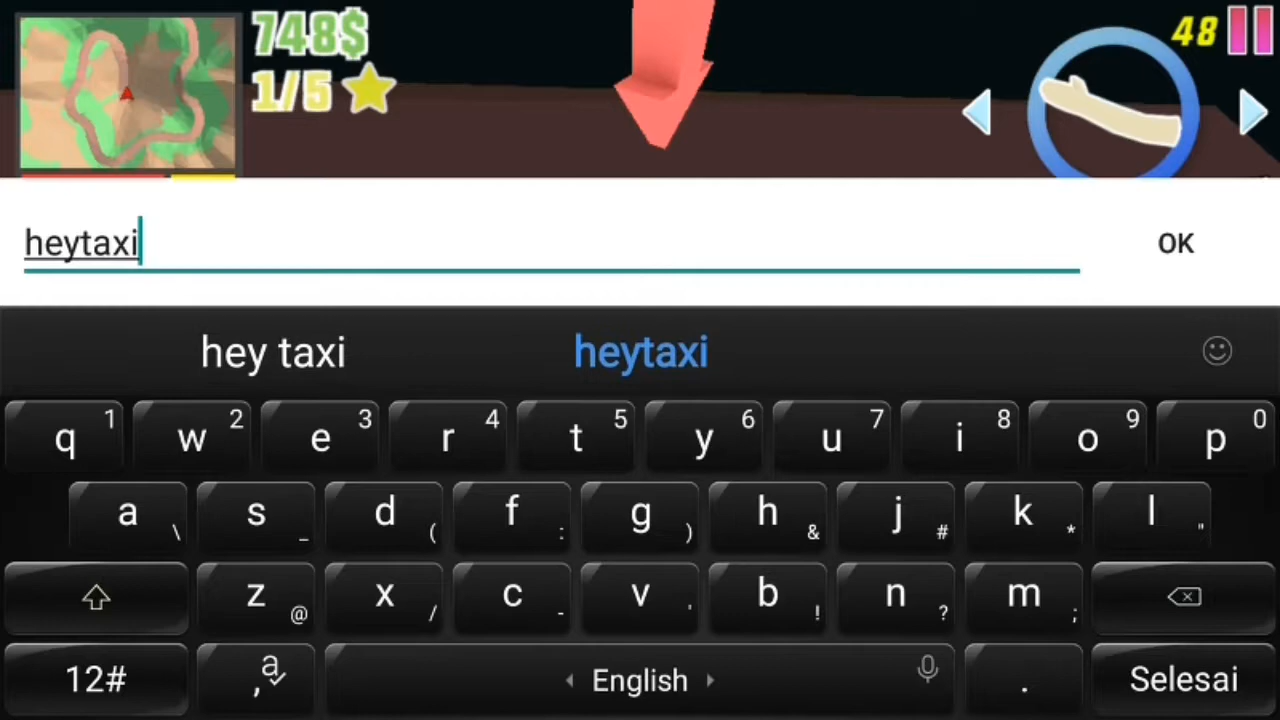 748$
1/5
48
heytaxi
OK
hey taxi heytaxi
q 1 w 2 e 3 r 4 t 5 y 6 u 7 i 8 o 9 p 0
a \ s _ d ( f : g ) h & j # k * l "
z @ x / c - v ' b ! n ? m ;
12# , a English . Selesai